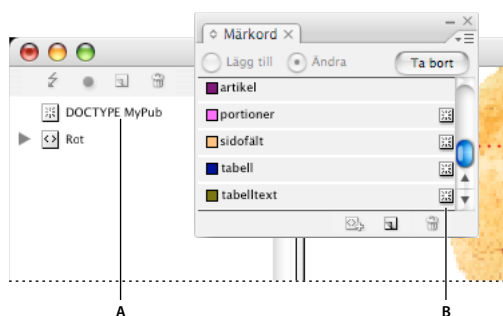 Märkord
Lägg till
Ändra
Ta bort
artikel
portioner
sidofält
tabell
tabelltext
DOCTYPE MyPub
Rot
A
B